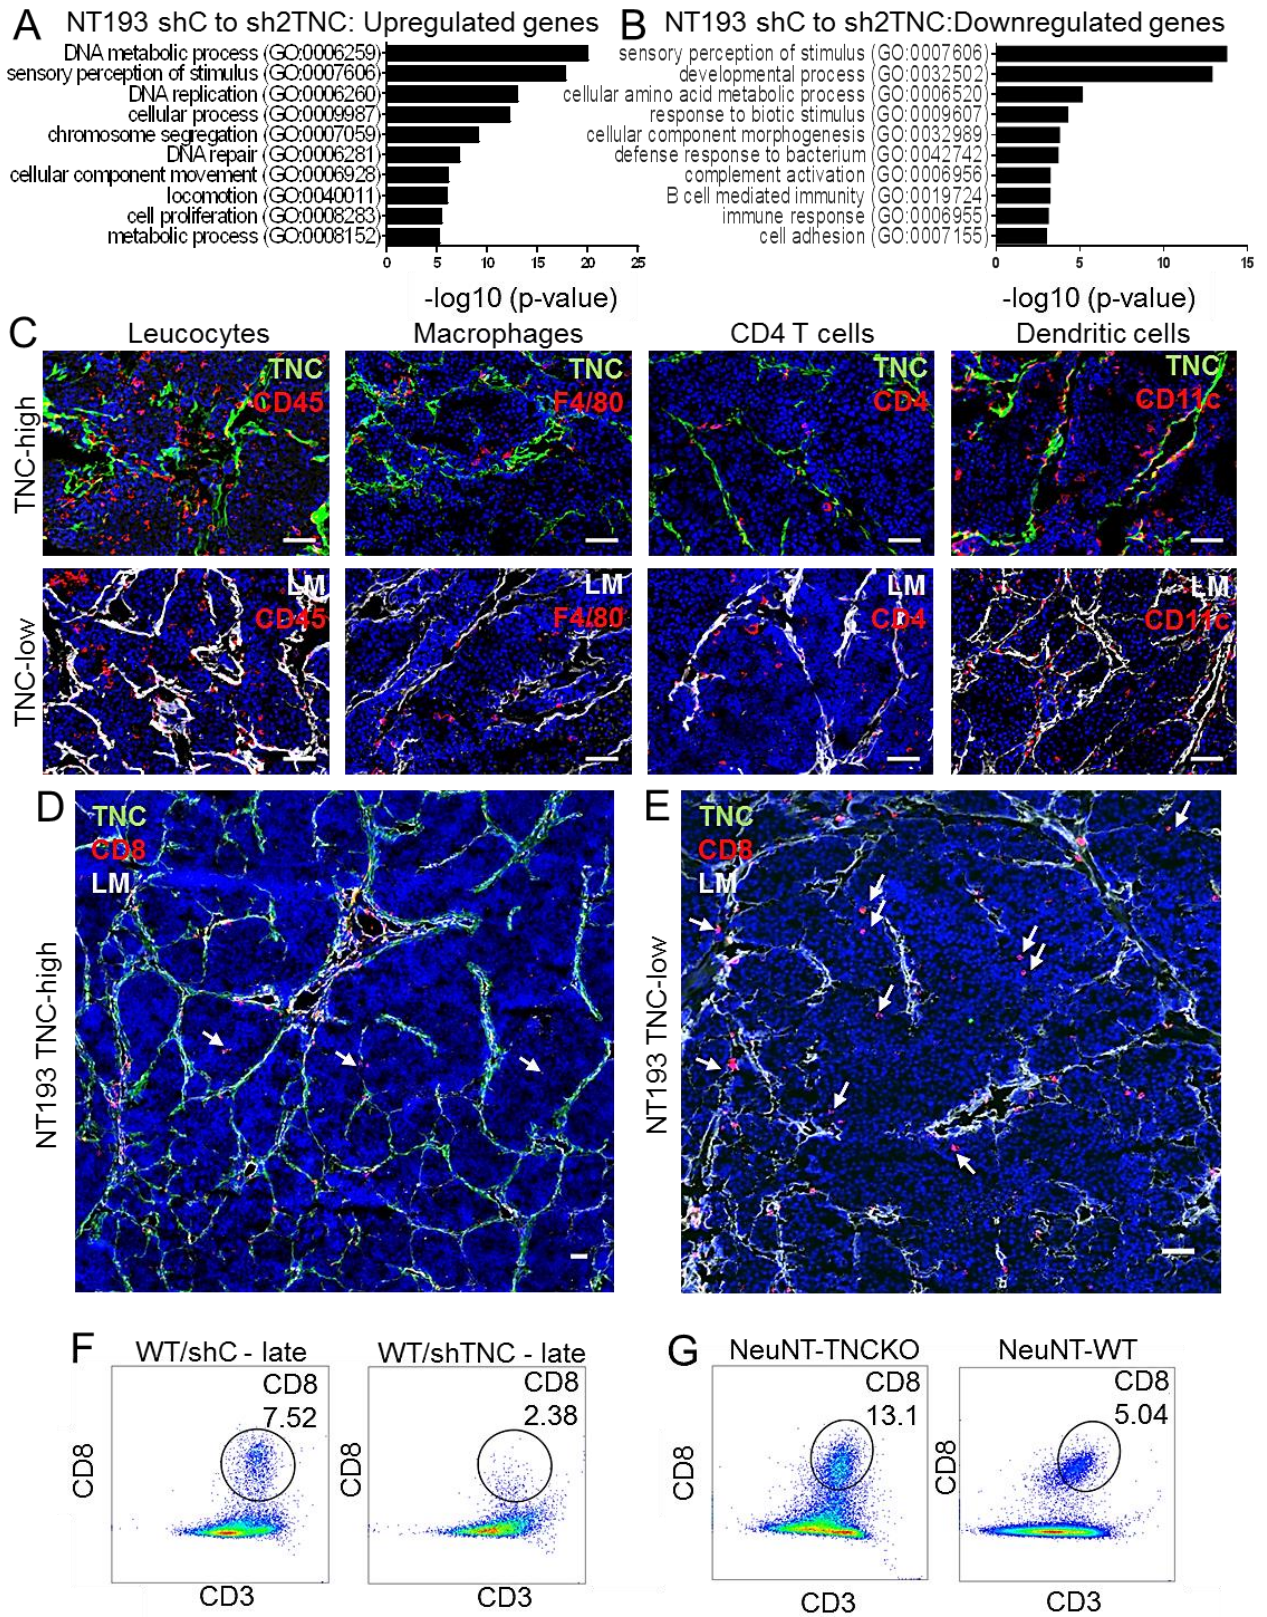 A NT193 shC to sh2TNC: Upregulated genes
DNA metabolic process (GO:0006259)
sensory perception of stimulus (GO:0007606)
DNA replication (GO:0006260)
cellular process (GO:0009987)
chromosome segregation (GO:0007059)
DNA repair (GO:0006281)
cellular component movement (GO:0006928)
locomotion (GO:0040011)
cell proliferation (GO:0008283)
metabolic process (GO:0008152)
0 5 10 15 20 25
-log10 (p-value)
B NT193 shC to sh2TNC:Downregulated genes
sensory perception of stimulus (GO:0007606)
developmental process (GO:0032502)
cellular amino acid metabolic process (GO:0006520)
response to biotic stimulus (GO:0009607)
cellular component morphogenesis (GO:0032989)
defense response to bacterium (GO:0042742)
complement activation (GO:0006956)
B cell mediated immunity (GO:0019724)
immune response (GO:0006955)
cell adhesion (GO:0007155)
0 5 10 15
-log10 (p-value)
C
Leucocytes Macrophages CD4 T cells Dendritic cells
TNC-high
TNC TNC TNC TNC
CD45 F4/80 CD4 CD11c
TNC-low
LM LM LM LM
CD45 F4/80 CD4 CD11c
D
NT193 TNC-high
TNC
CD8
LM
E
NT193 TNC-low
TNC
CD8
LM
F
WT/shC - late
CD8
7.52
CD8
CD3
WT/shTNC - late
CD8
2.38
CD8
CD3
G
NeuNT-TNCKO
CD8
13.1
CD8
CD3
NeuNT-WT
CD8
5.04
CD8
CD3